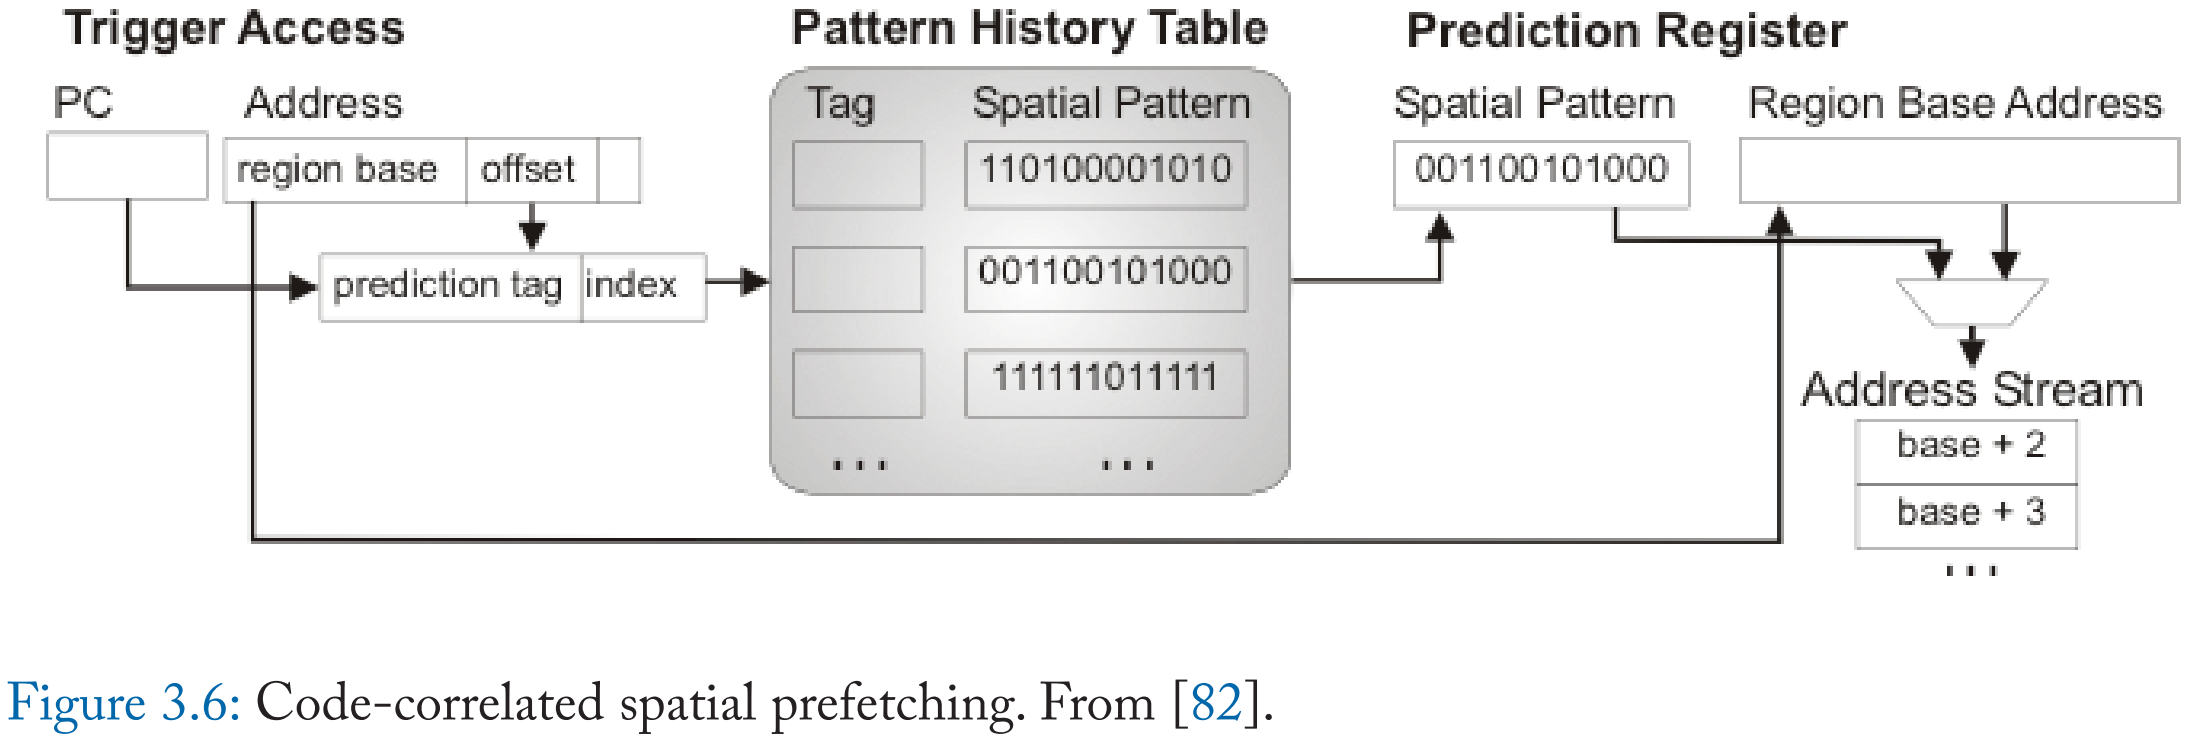 Trigger Access
PC
Address
region base
offset
prediction tag
index
Pattern History Table
Tag
Spatial Pattern
110100001010
001100101000
111111011111
...
...
Prediction Register
Spatial Pattern
Region Base Address
001100101000
Address Stream
base + 2
base + 3
...
Figure 3.6: Code-correlated spatial prefetching. From [82].